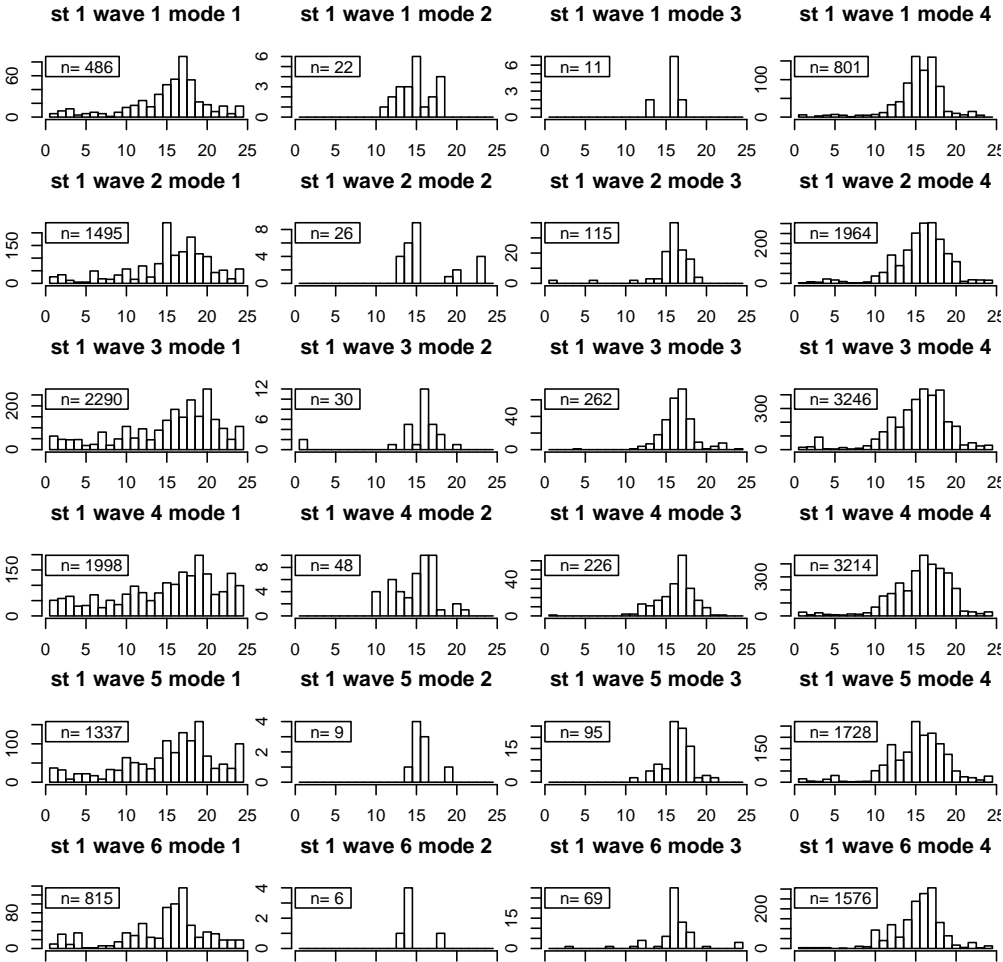 st 1 wave 1 mode 1 st 1 wave 1 mode 2 st 1 wave 1 mode 3 st 1 wave 1 mode 4
n= 486 n= 22 n= 11 n= 801
0 60 0 3 6 0 3 6 0 100
0 5 10 15 20 25 0 5 10 15 20 25 0 5 10 15 20 25 0 5 10 15 20 25
st 1 wave 2 mode 1 st 1 wave 2 mode 2 st 1 wave 2 mode 3 st 1 wave 2 mode 4
n= 1495 n= 26 n= 115 n= 1964
0 150 0 4 8 0 20 0 200
0 5 10 15 20 25 0 5 10 15 20 25 0 5 10 15 20 25 0 5 10 15 20 25
st 1 wave 3 mode 1 st 1 wave 3 mode 2 st 1 wave 3 mode 3 st 1 wave 3 mode 4
n= 2290 n= 30 n= 262 n= 3246
0 200 0 6 12 0 40 0 300
0 5 10 15 20 25 0 5 10 15 20 25 0 5 10 15 20 25 0 5 10 15 20 25
st 1 wave 4 mode 1 st 1 wave 4 mode 2 st 1 wave 4 mode 3 st 1 wave 4 mode 4
n= 1998 n= 48 n= 226 n= 3214
0 150 0 4 8 0 40 0 300
0 5 10 15 20 25 0 5 10 15 20 25 0 5 10 15 20 25 0 5 10 15 20 25
st 1 wave 5 mode 1 st 1 wave 5 mode 2 st 1 wave 5 mode 3 st 1 wave 5 mode 4
n= 1337 n= 9 n= 95 n= 1728
0 100 0 1 2 3 4 0 15 0 150
0 5 10 15 20 25 0 5 10 15 20 25 0 5 10 15 20 25 0 5 10 15 20 25
st 1 wave 6 mode 1 st 1 wave 6 mode 2 st 1 wave 6 mode 3 st 1 wave 6 mode 4
n= 815 n= 6 n= 69 n= 1576
0 80 0 1 2 3 4 0 15 0 200